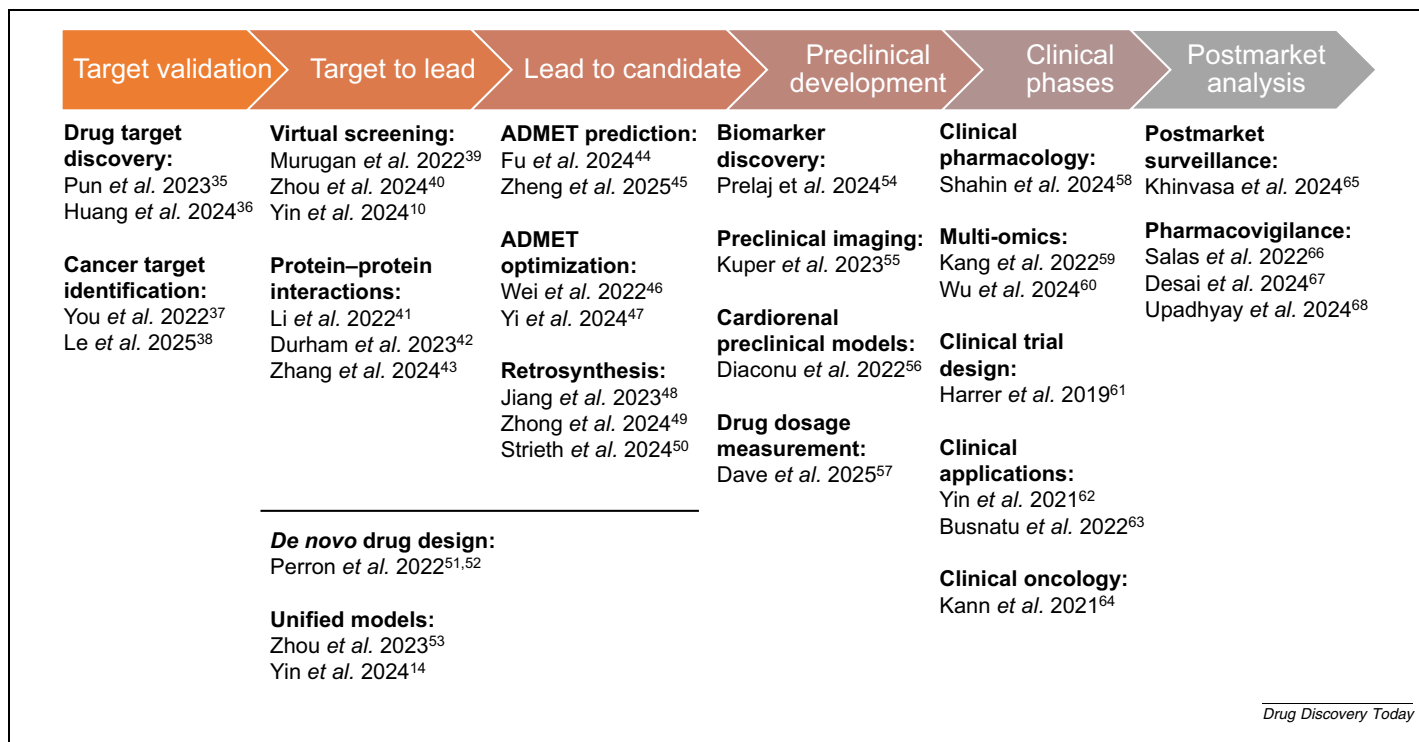 Target validation
Target to lead
Lead to candidate
Preclinical
development
Clinical
phases
Postmarket
analysis
Drug target
discovery:
Pun et al. 2023³⁵
Huang et al. 2024³⁶
Cancer target
identification:
You et al. 2022³⁷
Le et al. 2025³⁸
Virtual screening:
Murugan et al. 2022³⁹
Zhou et al. 2024⁴⁰
Yin et al. 2024¹⁰
Protein–protein
interactions:
Li et al. 2022⁴¹
Durham et al. 2023⁴²
Zhang et al. 2024⁴³
ADMET prediction:
Fu et al. 2024⁴⁴
Zheng et al. 2025⁴⁵
ADMET
optimization:
Wei et al. 2022⁴⁶
Yi et al. 2024⁴⁷
Retrosynthesis:
Jiang et al. 2023⁴⁸
Zhong et al. 2024⁴⁹
Strieth et al. 2024⁵⁰
De novo drug design:
Perron et al. 2022⁵¹,⁵²
Unified models:
Zhou et al. 2023⁵³
Yin et al. 2024¹⁴
Biomarker
discovery:
Prelaj et al. 2024⁵⁴
Preclinical imaging:
Kuper et al. 2023⁵⁵
Cardiorenal
preclinical models:
Diaconu et al. 2022⁵⁶
Drug dosage
measurement:
Dave et al. 2025⁵⁷
Clinical
pharmacology:
Shahin et al. 2024⁵⁸
Multi-omics:
Kang et al. 2022⁵⁹
Wu et al. 2024⁶⁰
Clinical trial
design:
Harrer et al. 2019⁶¹
Clinical
applications:
Yin et al. 2021⁶²
Busnatu et al. 2022⁶³
Clinical oncology:
Kann et al. 2021⁶⁴
Postmarket
surveillance:
Khinvasa et al. 2024⁶⁵
Pharmacovigilance:
Salas et al. 2022⁶⁶
Desai et al. 2024⁶⁷
Upadhyay et al. 2024⁶⁸
Drug Discovery Today